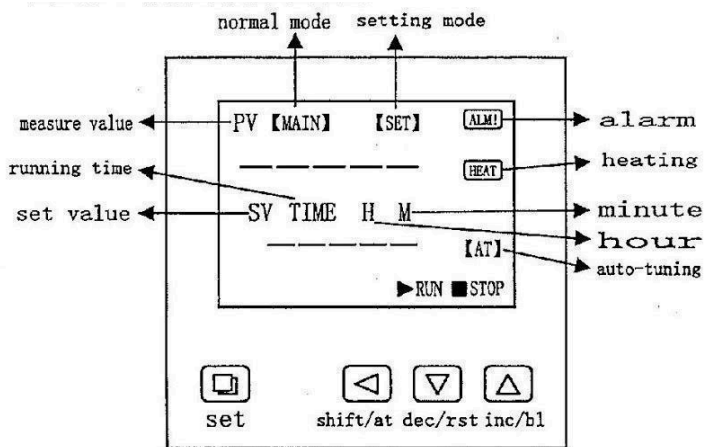 normal mode setting mode
measure value PV 【MAIN】 【SET】 ALM! alarm
running time HEAT heating
set value SV TIME H M minute
hour
【AT】 auto-tuning
▶RUN ■STOP
set shift/at dec/rst inc/bl